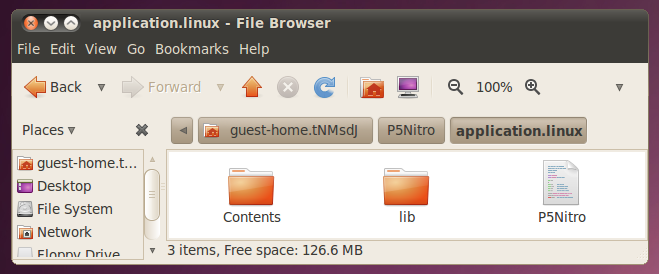 application.linux - File Browser
File Edit View Go Bookmarks Help
Back Forward 100%
Places guest-home.tNMsdJ P5Nitro application.linux
guest-home.t...
Desktop
File System
Network
Floppy Drive
Contents lib P5Nitro
3 items, Free space: 126.6 MB